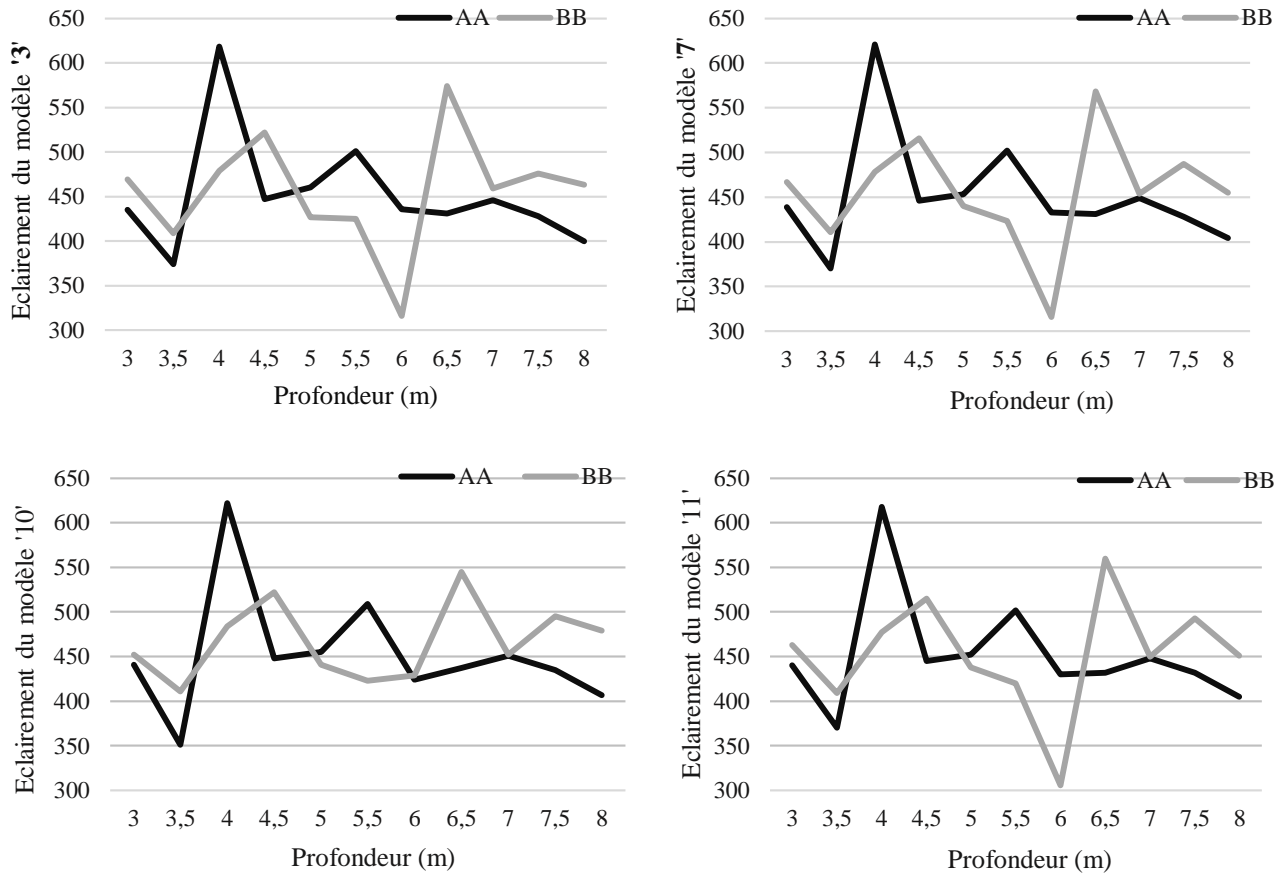 AA BB
650
600
550
500
450
400
350
300
Eclairement du modèle '3'
3 3,5 4 4,5 5 5,5 6 6,5 7 7,5 8
Profondeur (m)
AA BB
650
600
550
500
450
400
350
300
Eclairement du modèle '7'
3 3,5 4 4,5 5 5,5 6 6,5 7 7,5 8
Profondeur (m)
AA BB
650
600
550
500
450
400
350
300
Eclairement du modèle '10'
3 3,5 4 4,5 5 5,5 6 6,5 7 7,5 8
Profondeur (m)
AA BB
650
600
550
500
450
400
350
300
Eclairement du modèle '11'
3 3,5 4 4,5 5 5,5 6 6,5 7 7,5 8
Profondeur (m)